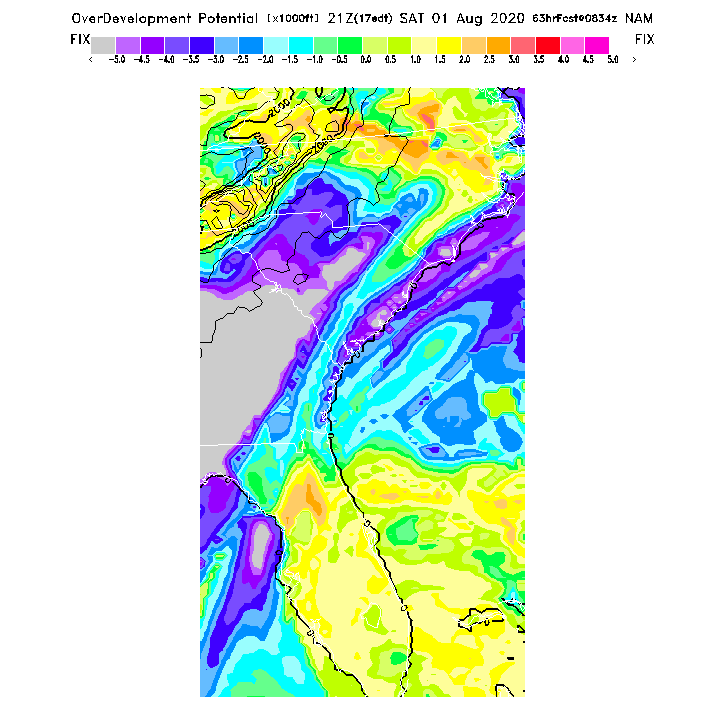 OverDevelopment Potential [x1000ft] 21Z(17edt) SAT 01 Aug 2020 63hrFcst@0834z NAM
FIX FIX
< -5.0 -4.5 -4.0 -3.5 -3.0 -2.5 -2.0 -1.5 -1.0 -0.5 0.0 0.5 1.0 1.5 2.0 2.5 3.0 3.5 4.0 4.5 5.0 >
2000
2000